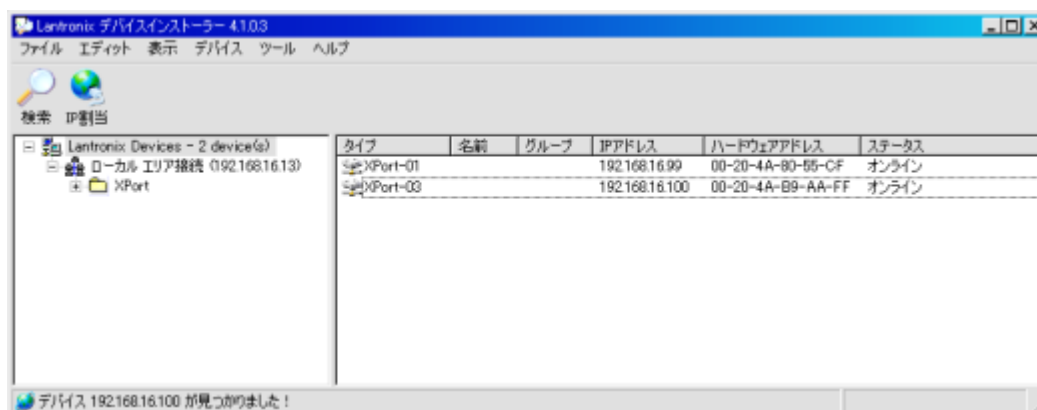 Lantronix デバイスインストーラー 4.1.0.3
ファイル エディット 表示 デバイス ツール ヘルプ
検索 IP割当
Lantronix Devices - 2 device(s)
ローカル エリア接続 (192.168.16.13)
XPort
タイプ 名前 グループ IPアドレス ハードウェアアドレス ステータス
XPort-01 192.168.16.99 00-20-4A-80-55-CF オンライン
XPort-03 192.168.16.100 00-20-4A-B9-AA-FF オンライン
デバイス 192.168.16.100 が見つかりました!